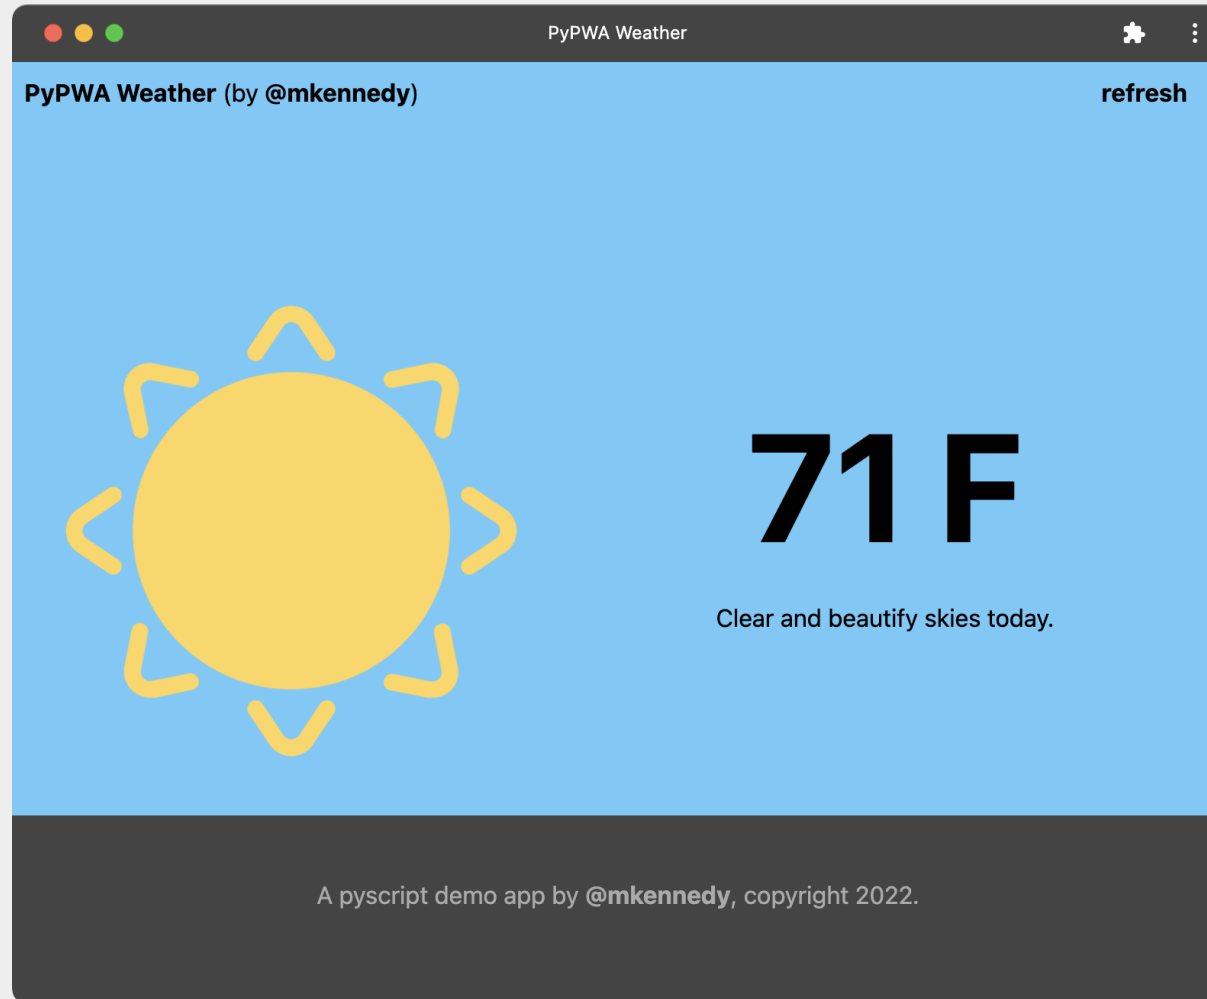 PyPWA Weather
PyPWA Weather (by @mkennedy)
refresh
71 F
Clear and beautify skies today.
A pyscript demo app by @mkennedy, copyright 2022.